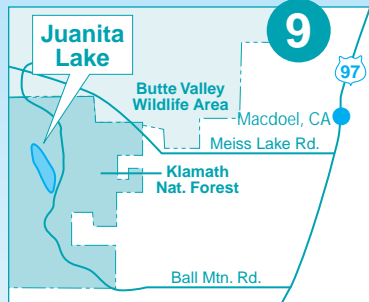 9
Juanita
Lake
97
Butte Valley
Wildlife Area
Macdoel, CA
Meiss Lake Rd.
Klamath
Nat. Forest
Ball Mtn. Rd.